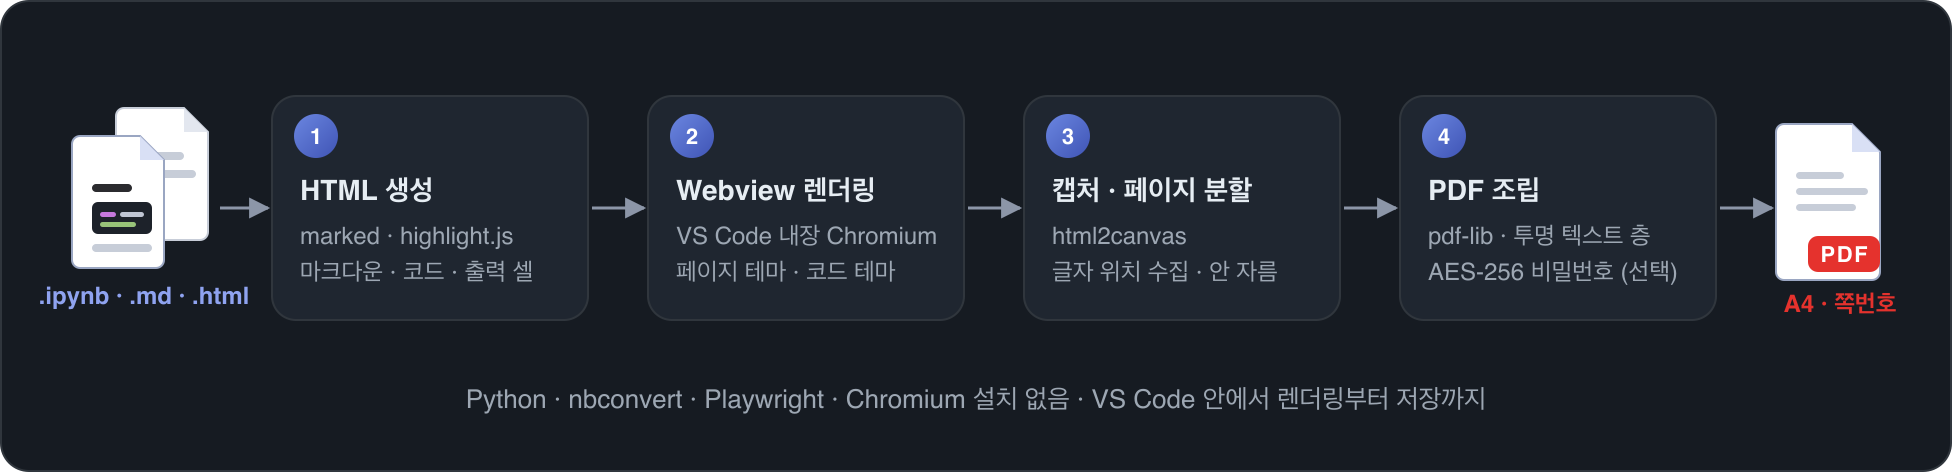 .ipynb · .md · .html
1
HTML 생성
marked · highlight.js
마크다운 · 코드 · 출력 셀
2
Webview 렌더링
VS Code 내장 Chromium
페이지 테마 · 코드 테마
3
캡처 · 페이지 분할
html2canvas
글자 위치 수집 · 안 자름
4
PDF 조립
pdf-lib · 투명 텍스트 층
AES-256 비밀번호 (선택)
PDF
A4 · 쪽번호
Python · nbconvert · Playwright · Chromium 설치 없음 · VS Code 안에서 렌더링부터 저장까지